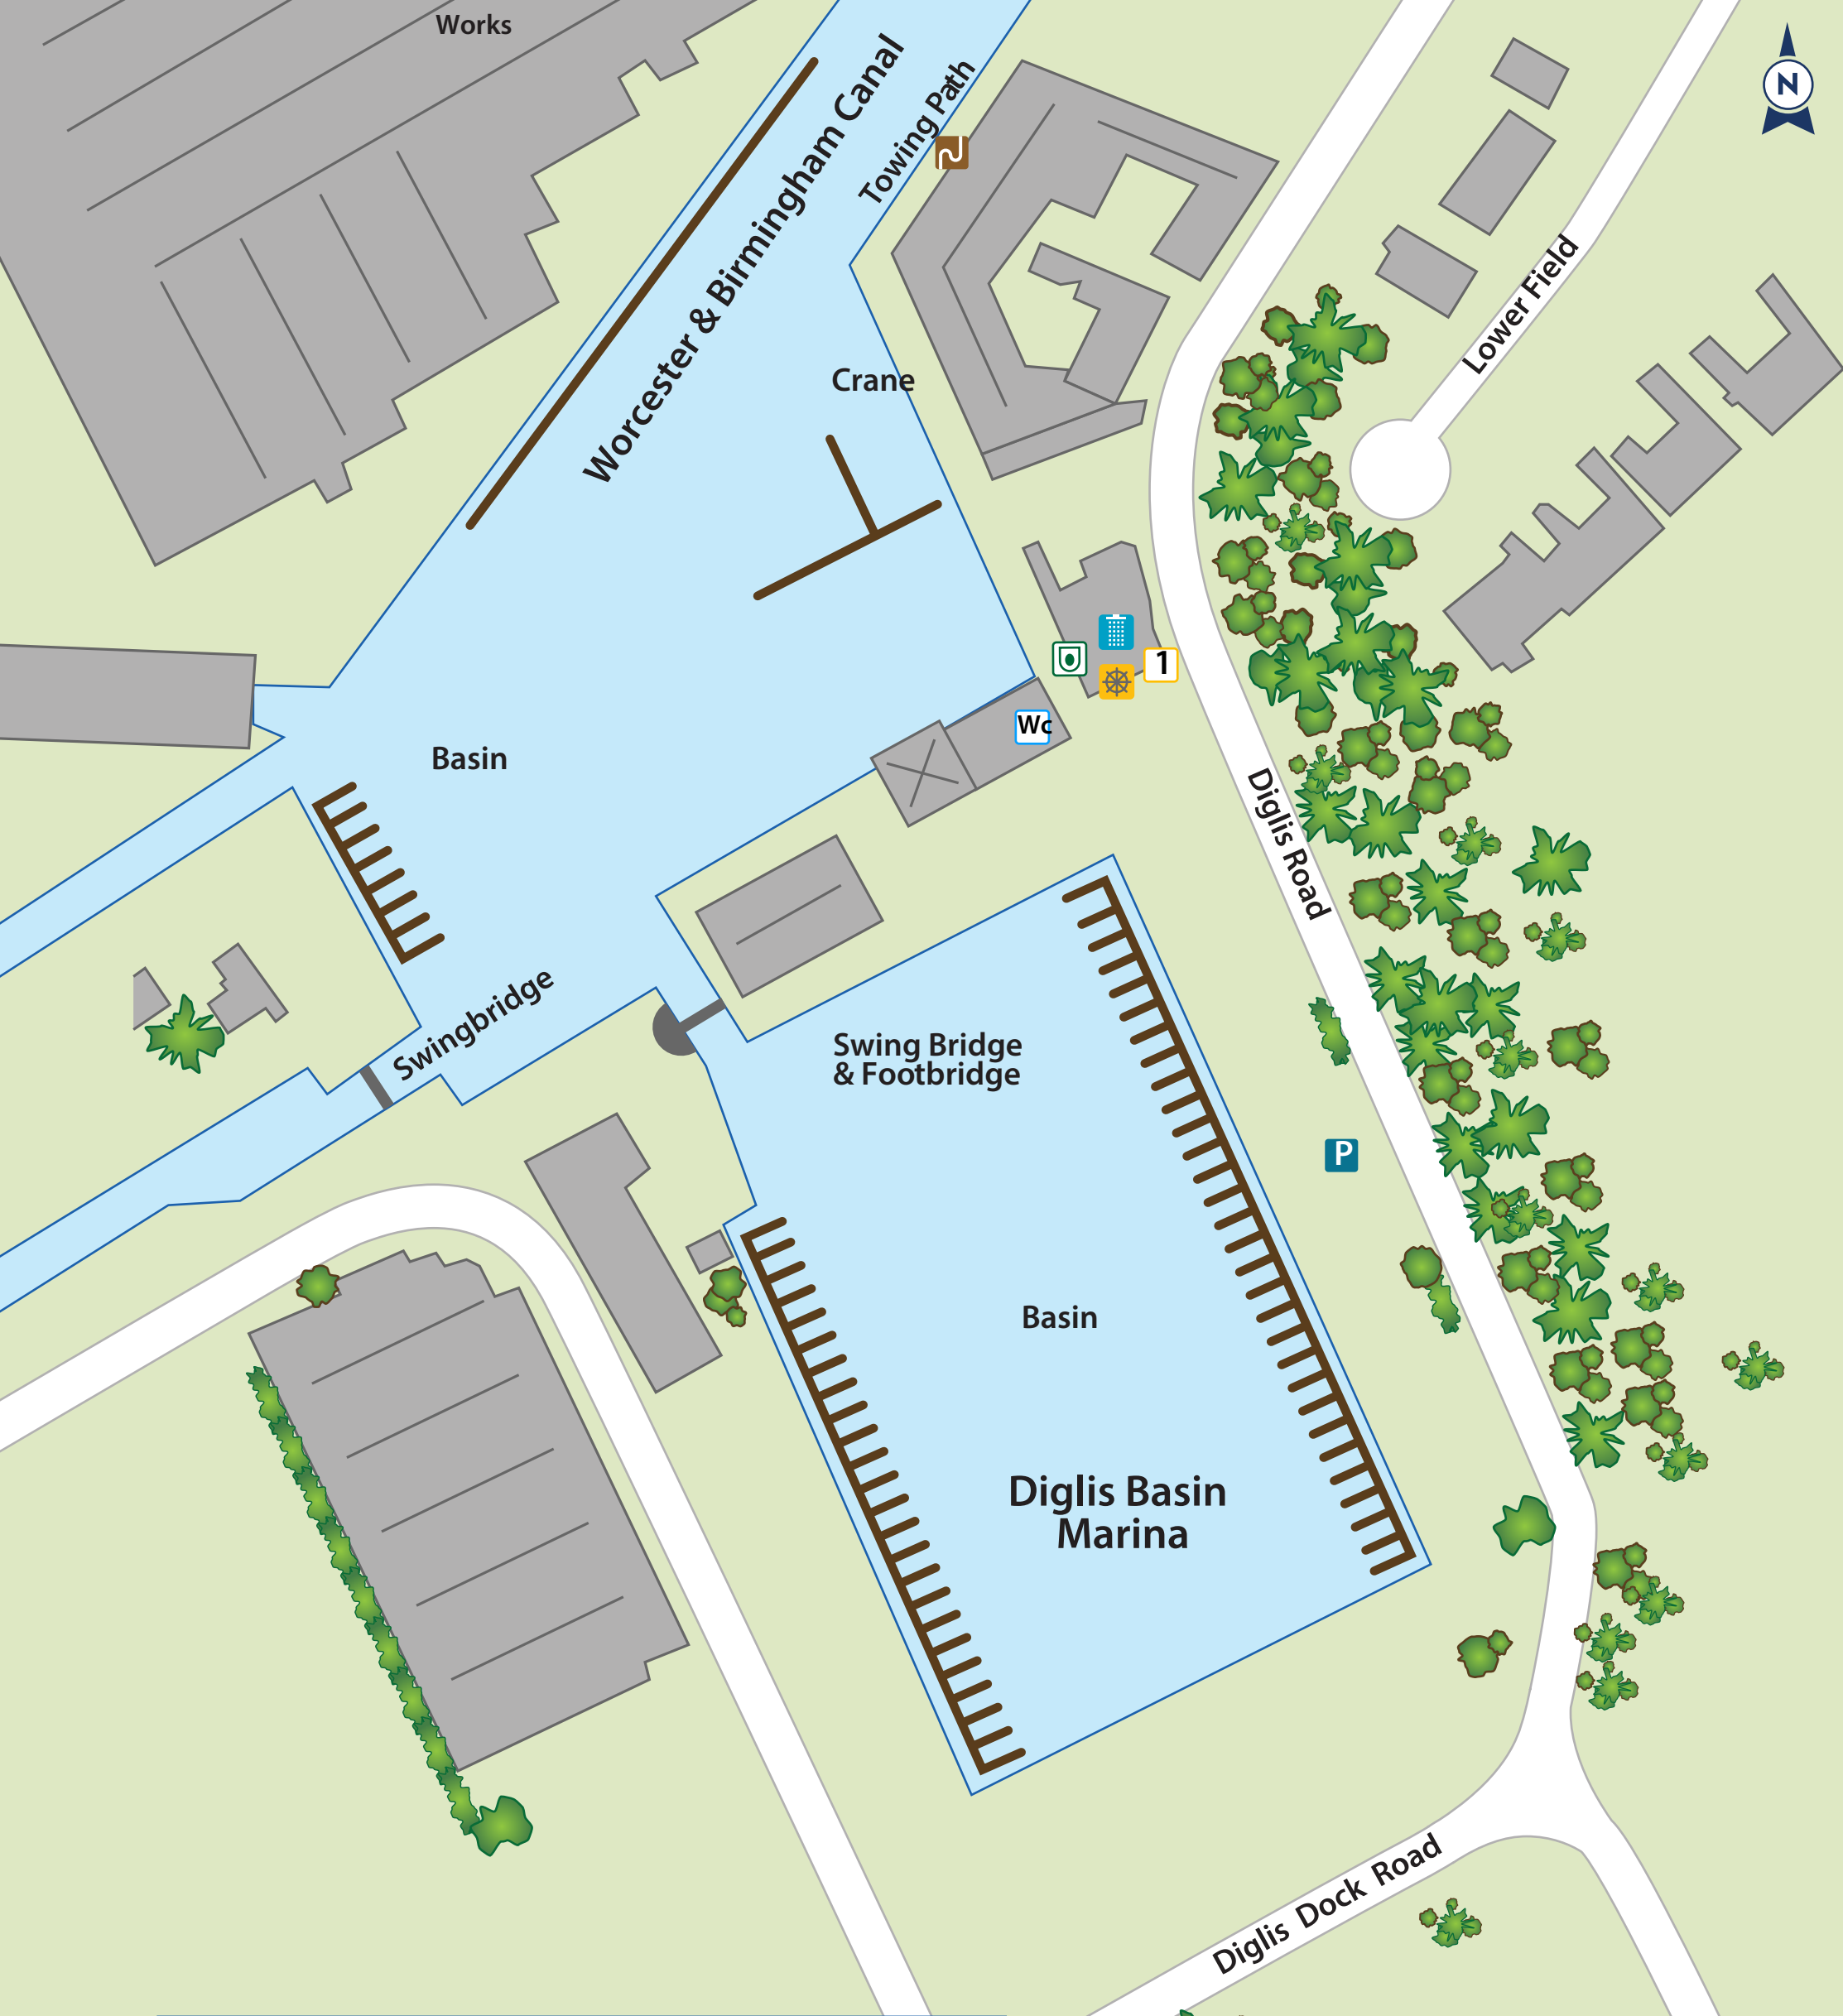 Works
N
Worcester & Birmingham Canal
Towing Path
Lower Field
Crane
1
Wc
Basin
Diglis Road
Swingbridge
Swing Bridge
& Footbridge
P
Basin
Diglis Basin
Marina
Diglis Dock Road